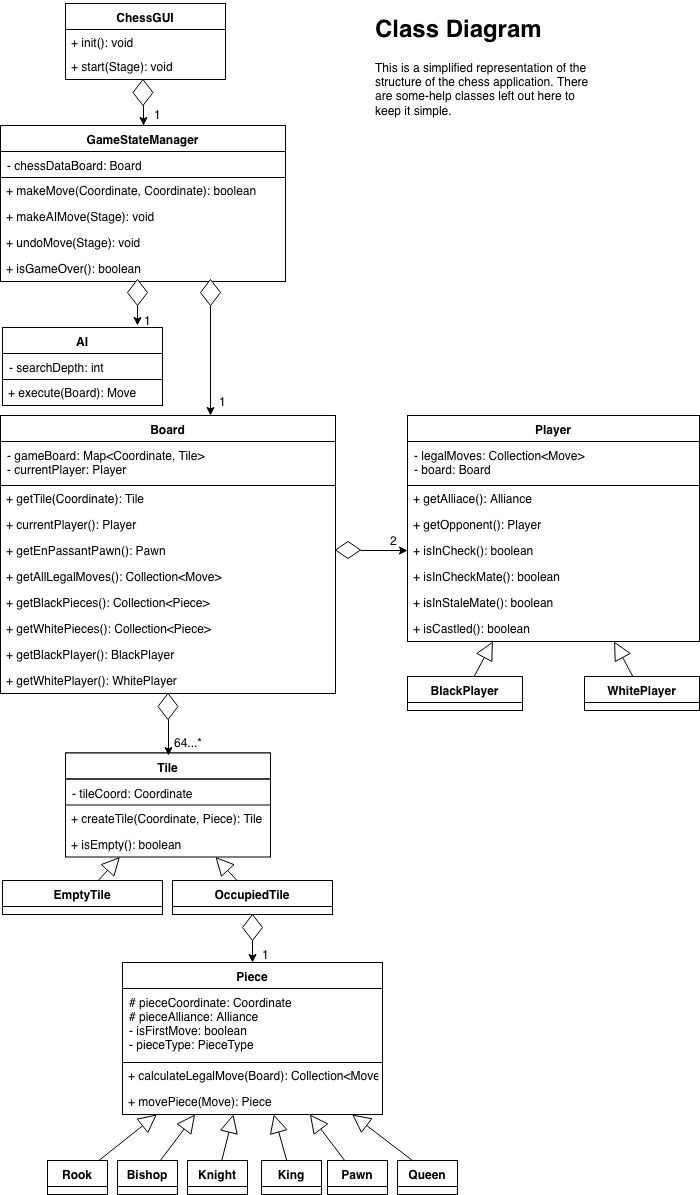 ChessGUI
+ init(): void
+ start(Stage): void
Class Diagram
This is a simplified representation of the
structure of the chess application. There
are some-help classes left out here to
keep it simple.
1
GameStateManager
- chessDataBoard: Board
+ makeMove(Coordinate, Coordinate): boolean
+ makeAIMove(Stage): void
+ undoMove(Stage): void
+ isGameOver(): boolean
1
AI
- searchDepth: int
+ execute(Board): Move
1
Board
- gameBoard: Map<Coordinate, Tile>
- currentPlayer: Player
+ getTile(Coordinate): Tile
+ currentPlayer(): Player
+ getEnPassantPawn(): Pawn
+ getAllLegalMoves(): Collection<Move>
+ getBlackPieces(): Collection<Piece>
+ getWhitePieces(): Collection<Piece>
+ getBlackPlayer(): BlackPlayer
+ getWhitePlayer(): WhitePlayer
2
Player
- legalMoves: Collection<Move>
- board: Board
+ getAlliace(): Alliance
+ getOpponent(): Player
+ isInCheck(): boolean
+ isInCheckMate(): boolean
+ isInStaleMate(): boolean
+ isCastled(): boolean
BlackPlayer
WhitePlayer
64...*
Tile
- tileCoord: Coordinate
+ createTile(Coordinate, Piece): Tile
+ isEmpty(): boolean
EmptyTile
OccupiedTile
1
Piece
# pieceCoordinate: Coordinate
# pieceAlliance: Alliance
- isFirstMove: boolean
- pieceType: PieceType
+ calculateLegalMove(Board): Collection<Move
+ movePiece(Move): Piece
Rook
Bishop
Knight
King
Pawn
Queen